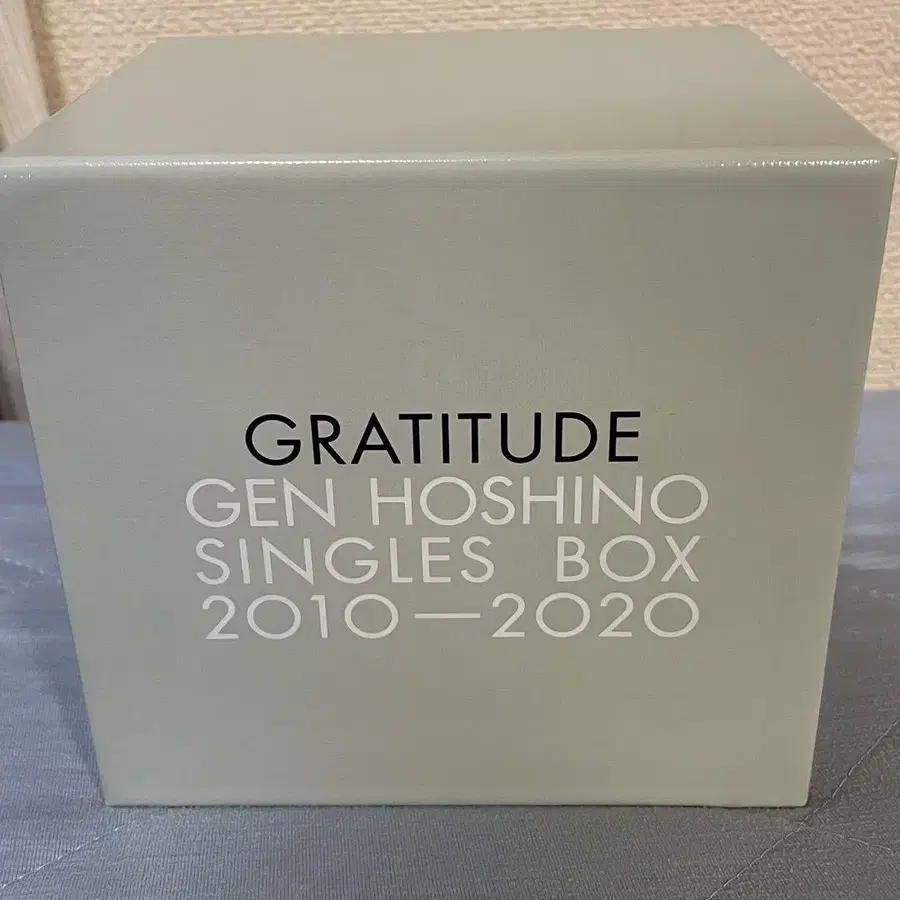 GRATITUDE
GEN HOSHINO
SINGLES BOX
2010—2020